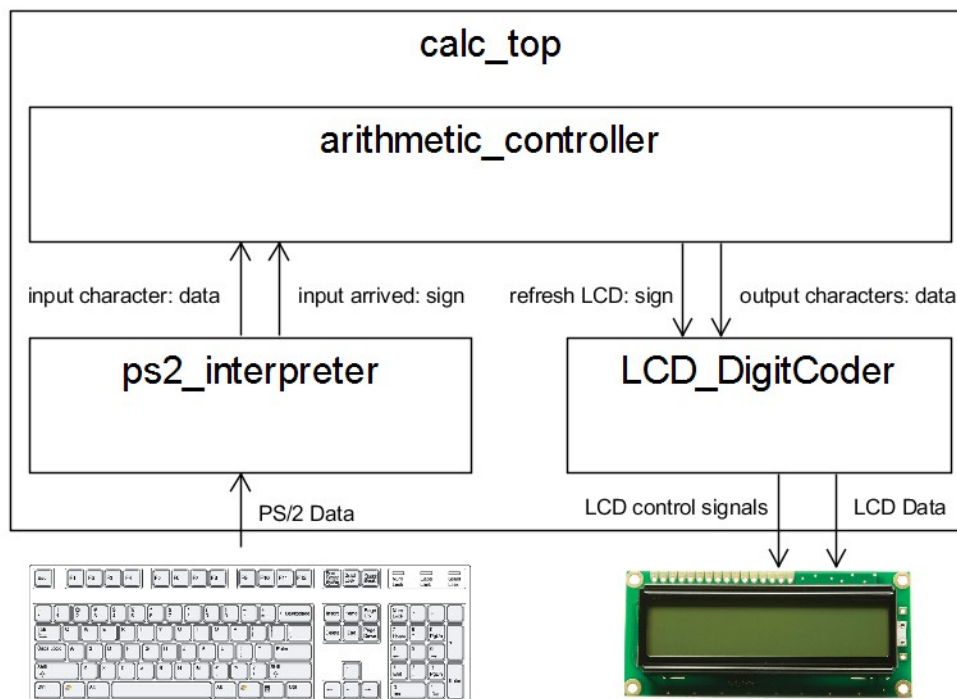 calc_top
arithmetic_controller
input character: data
input arrived: sign
refresh LCD: sign
output characters: data
ps2_interpreter
LCD_DigitCoder
PS/2 Data
LCD control signals
LCD Data